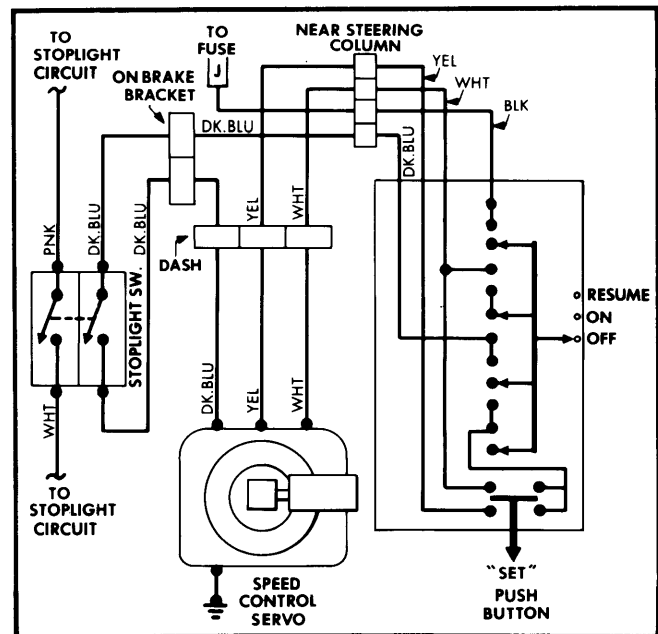 TO
STOPLIGHT
CIRCUIT
TO
FUSE
J
NEAR STEERING
COLUMN
ON BRAKE
BRACKET
YEL
WHT
BLK
DK.BLU
DK.BLU
PNK
DK.BLU
DK.BLU
YEL
WHT
DASH
STOPLIGHT SW.
RESUME
ON
OFF
WHT
DK.BLU
YEL
WHT
TO
STOPLIGHT
CIRCUIT
SPEED
CONTROL
SERVO
"SET"
PUSH
BUTTON